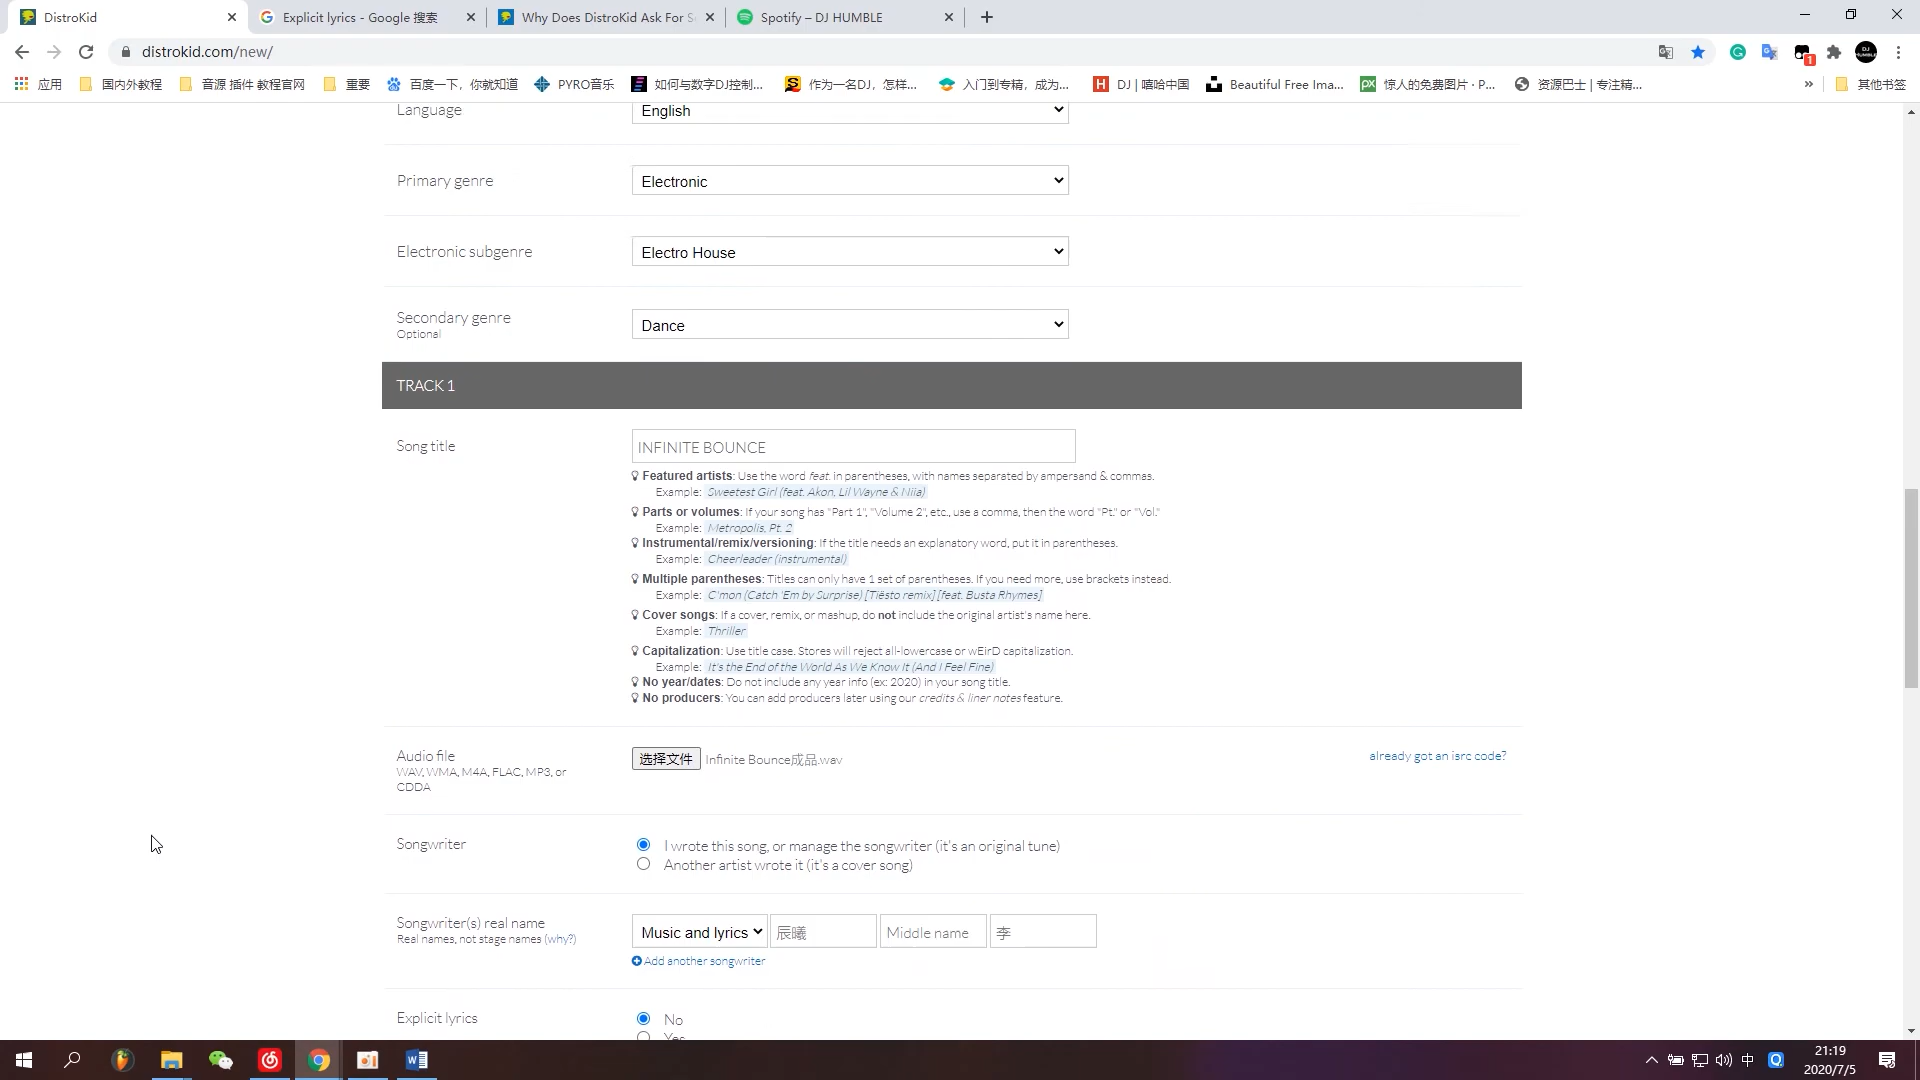 DistroKid
Explicit lyrics - Google 搜索
Why Does DistroKid Ask For S
Spotify – DJ HUMBLE
distrokid.com/new/
应用
国内外教程
音源 插件 教程官网
重要
百度一下，你就知道
PYRO音乐
如何与数字DJ控制...
作为一名DJ，怎样...
入门到专精，成为...
DJ | 嘻哈中国
Beautiful Free Ima...
惊人的免费图片 · P...
资源巴士 | 专注精...
»
其他书签
Language
English
Primary genre
Electronic
Electronic subgenre
Electro House
Secondary genre
Optional
Dance
TRACK 1
Song title
INFINITE BOUNCE
Featured artists: Use the word feat. in parentheses, with names separated by ampersand & commas.
Example: Sweetest Girl (feat. Akon, Lil Wayne & Niia)
Parts or volumes: If your song has "Part 1", "Volume 2", etc., use a comma, then the word "Pt." or "Vol."
Example: Metropolis, Pt. 2
Instrumental/remix/versioning: If the title needs an explanatory word, put it in parentheses.
Example: Cheerleader (instrumental)
Multiple parentheses: Titles can only have 1 set of parentheses. If you need more, use brackets instead.
Example: C'mon (Catch 'Em by Surprise) [Tiësto remix] [feat. Busta Rhymes]
Cover songs: If a cover, remix, or mashup, do not include the original artist's name here.
Example: Thriller
Capitalization: Use title case. Stores will reject all-lowercase or wEirD capitalization.
Example: It's the End of the World As We Know It (And I Feel Fine)
No year/dates: Do not include any year info (ex: 2020) in your song title.
No producers: You can add producers later using our credits & liner notes feature.
Audio file
WAV, WMA, M4A, FLAC, MP3, or
CDDA
选择文件 Infinite Bounce成品.wav
already got an isrc code?
Songwriter
I wrote this song, or manage the songwriter (it's an original tune)
Another artist wrote it (it's a cover song)
Songwriter(s) real name
Real names, not stage names (why?)
Music and lyrics
辰曦
Middle name
李
Add another songwriter
Explicit lyrics
No
Yes
中
21:19
2020/7/5